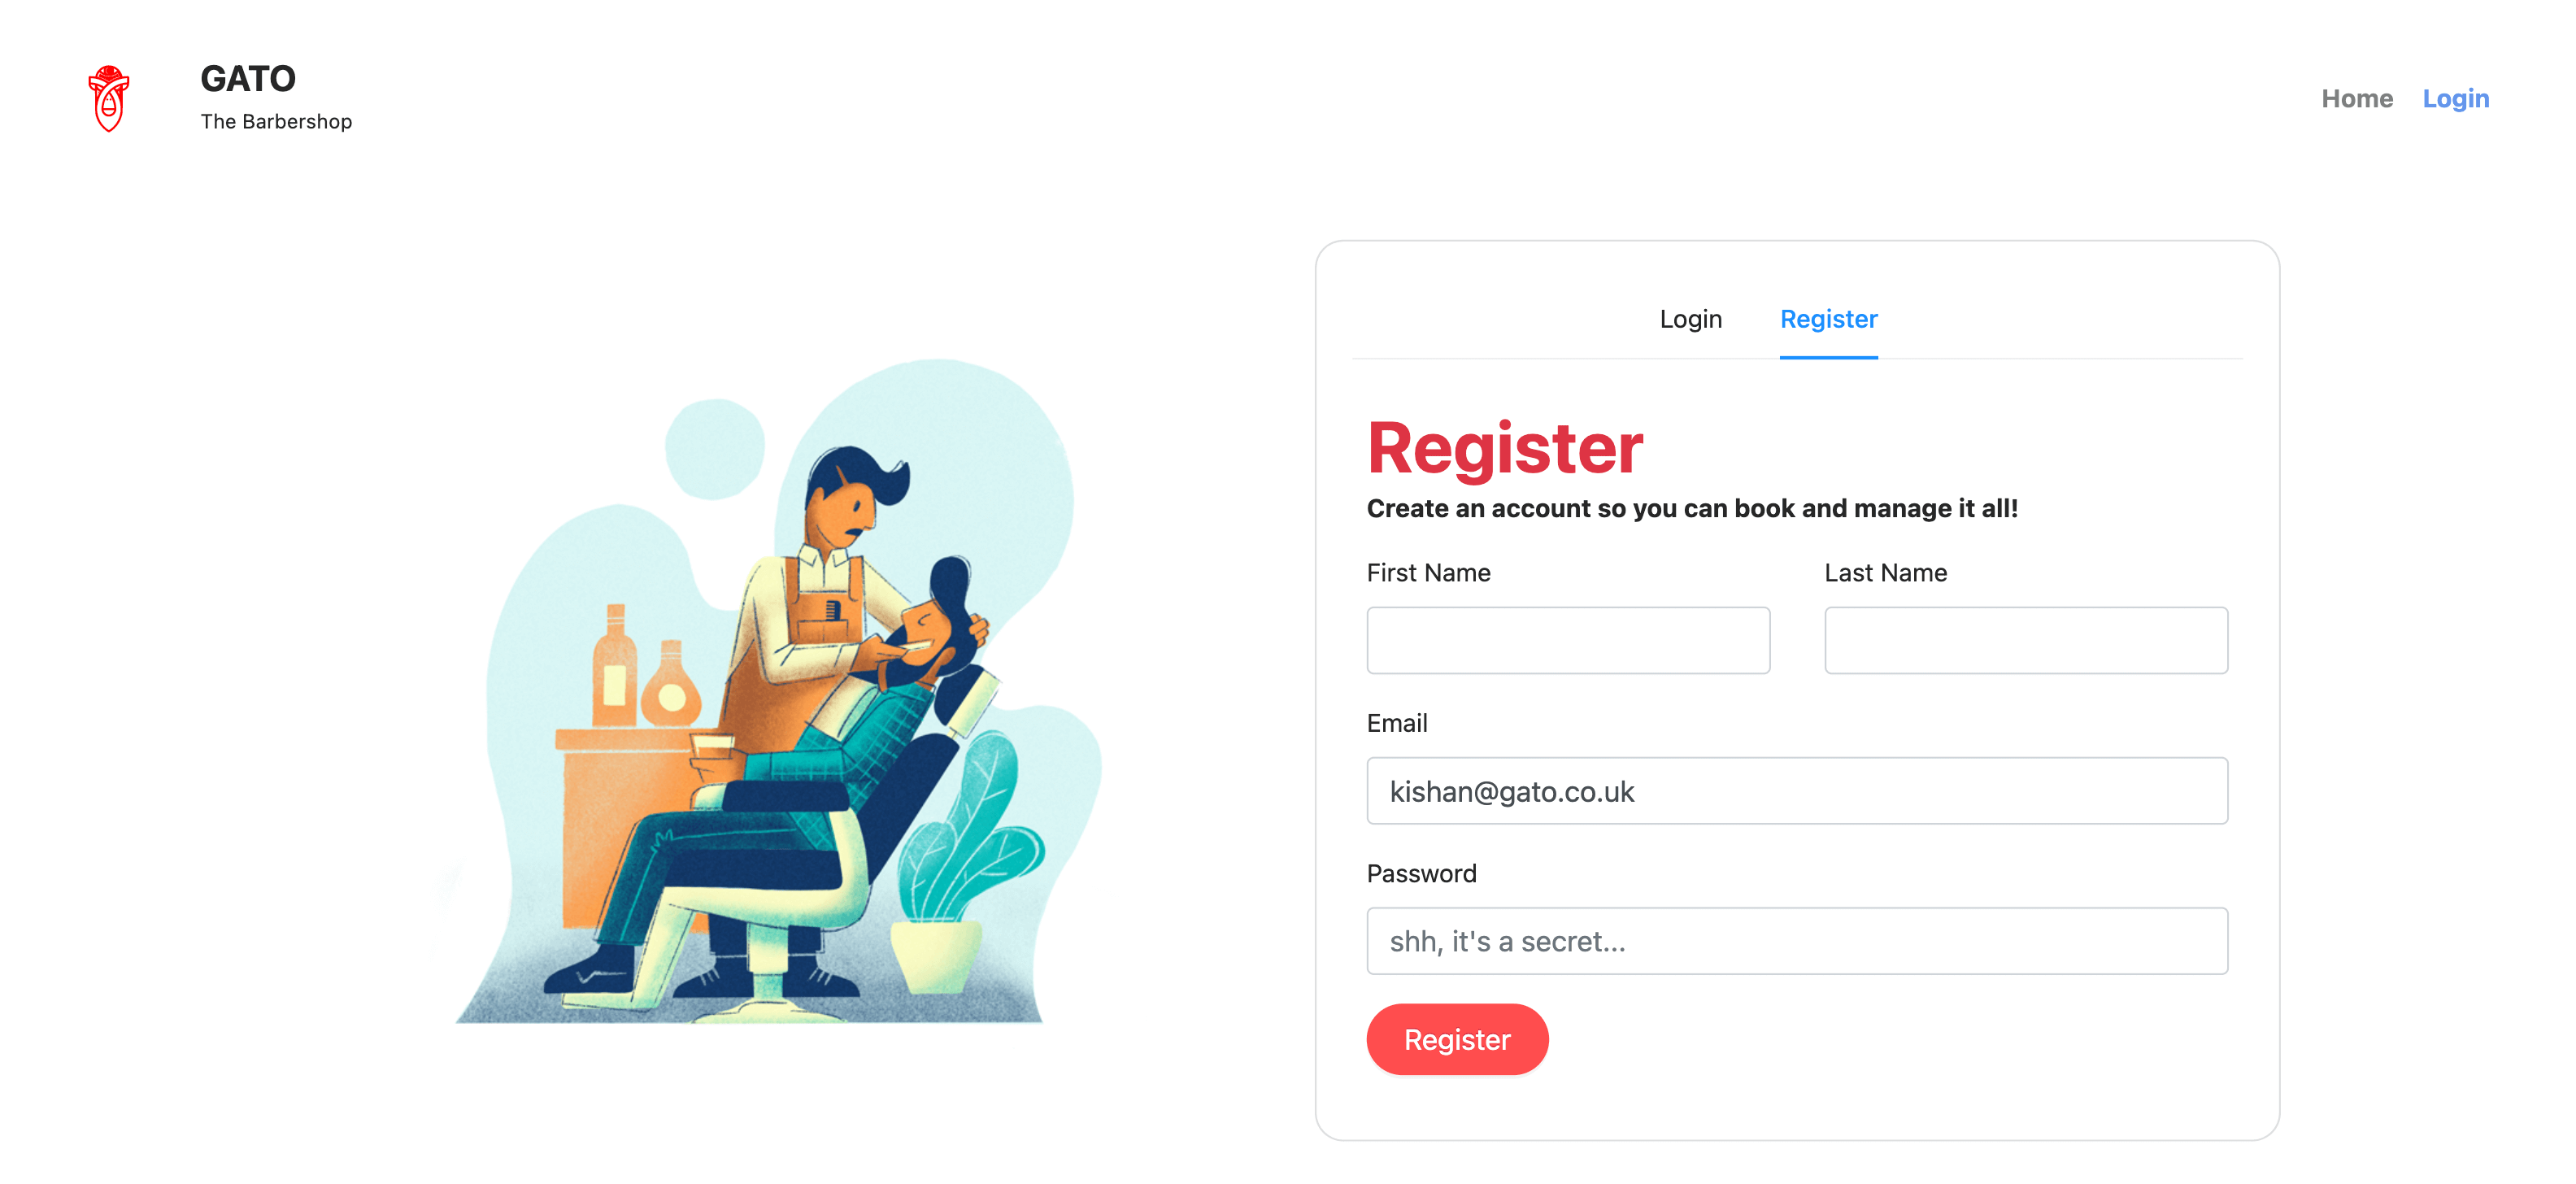 GATO
The Barbershop
Home Login
Login Register
Register
Create an account so you can book and manage it all!
First Name Last Name
Email
kishan@gato.co.uk
Password
shh, it's a secret...
Register